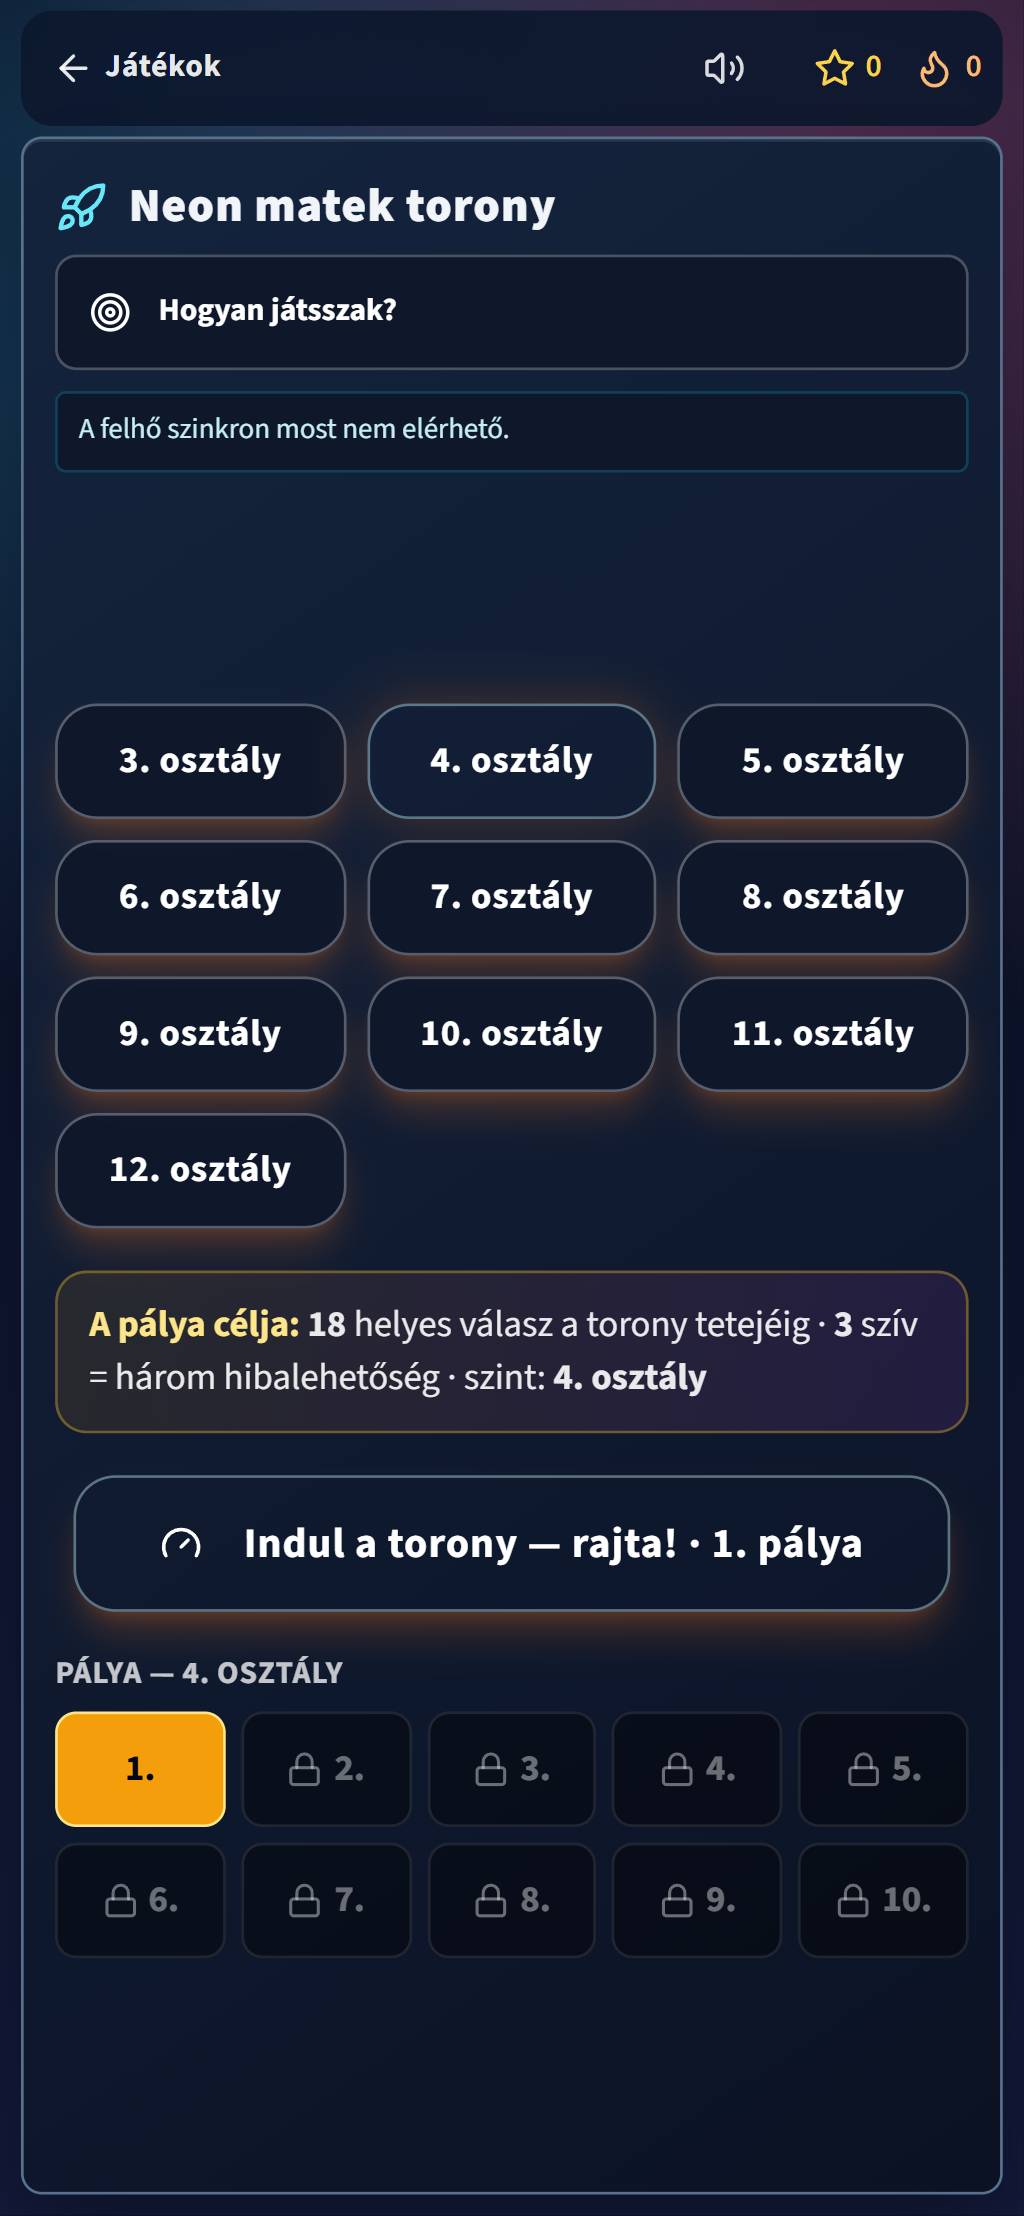 Játékok
0
0
Neon matek torony
Hogyan játsszak?
A felhő szinkron most nem elérhető.
3. osztály
4. osztály
5. osztály
6. osztály
7. osztály
8. osztály
9. osztály
10. osztály
11. osztály
12. osztály
A pálya célja: 18 helyes válasz a torony tetejéig · 3 szív
= három hibalehetőség · szint: 4. osztály
Indul a torony — rajta! · 1. pálya
PÁLYA — 4. OSZTÁLY
1.
2.
3.
4.
5.
6.
7.
8.
9.
10.